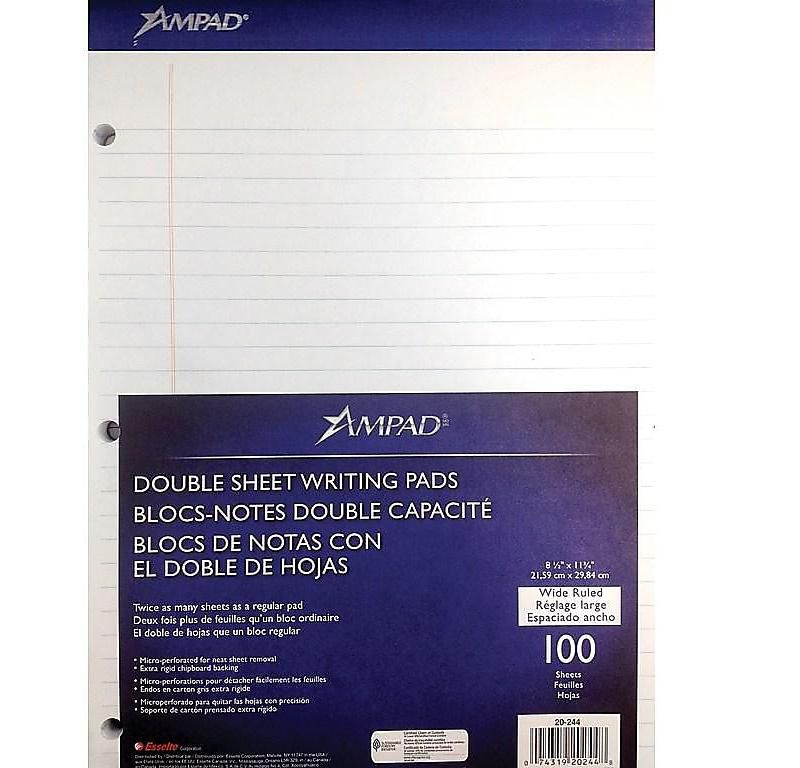 AMPAD®
AMPAD®
DOUBLE SHEET WRITING PADS
BLOCS-NOTES DOUBLE CAPACITÉ
BLOCS DE NOTAS CON
EL DOBLE DE HOJAS
8 ½" x 11¾"
21,59 cm x 29,84 cm
Wide Ruled
Réglage large
Espaciado ancho
100
Sheets
Feuilles
Hojas
Twice as many sheets as a regular pad
Deux fois plus de feuilles qu'un bloc ordinaire
El doble de hojas que un bloc regular
• Micro-perforated for neat sheet removal
• Extra rigid chipboard backing
• Micro-perforations pour détacher facilement les feuilles
• Endos en carton gris extra rigide
• Microperforado para quitar las hojas con precisión
• Soporte de cartón prensado extra rígido
Esselte Corporation
20-244
0 74319 20244 8